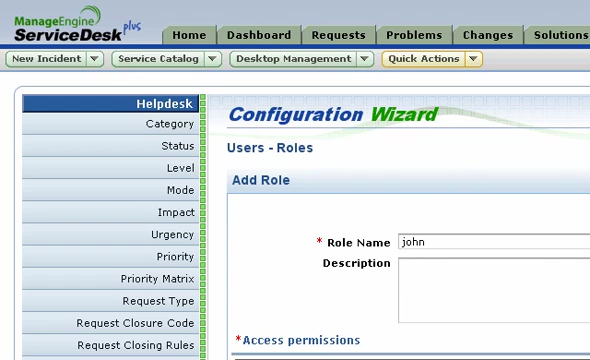 ManageEngine
ServiceDesk plus
Home Dashboard Requests Problems Changes Solutions
New Incident Service Catalog Desktop Management Quick Actions
Helpdesk
Category
Status
Level
Mode
Impact
Urgency
Priority
Priority Matrix
Request Type
Request Closure Code
Request Closing Rules
Configuration Wizard
Users - Roles
Add Role
* Role Name john
Description
*Access permissions